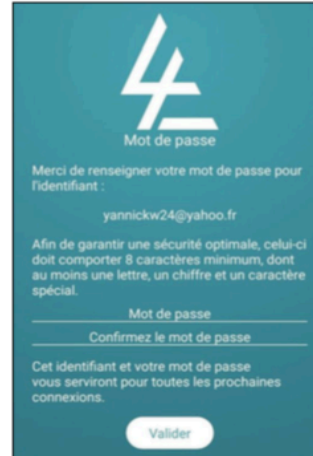 Mot de passe
Merci de renseigner votre mot de passe pour
l'identifiant :
yannickw24@yahoo.fr
Afin de garantir une sécurité optimale, celui-ci
doit comporter 8 caractères minimum, dont
au moins une lettre, un chiffre et un caractère
spécial.
Mot de passe
Confirmez le mot de passe
Cet identifiant et votre mot de passe
vous serviront pour toutes les prochaines
connexions.
Valider